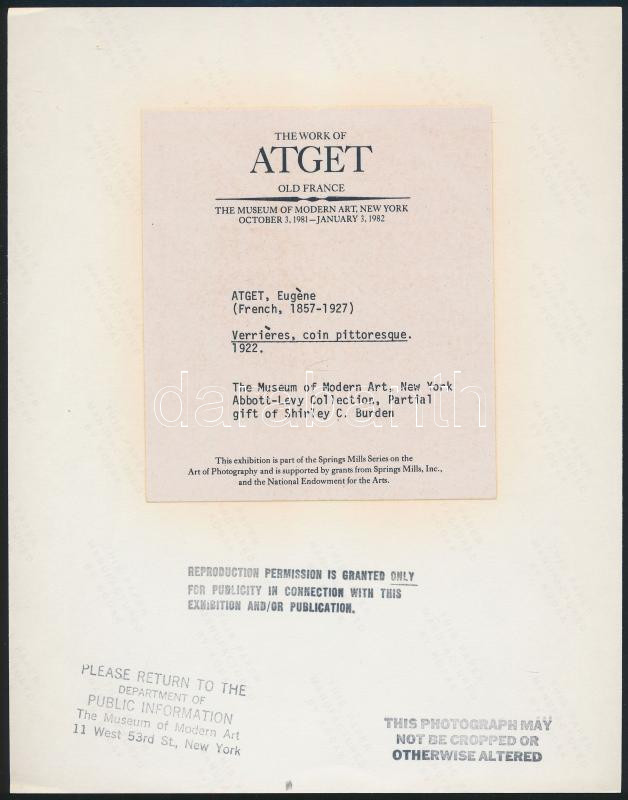 THE WORK OF
ATGET
OLD FRANCE
THE MUSEUM OF MODERN ART, NEW YORK
OCTOBER 3, 1981—JANUARY 3, 1982
ATGET, Eugène
(French, 1857-1927)
Verrières, coin pittoresque.
1922.
The Museum of Modern Art, New York
Abbott-Levy Collection, Partial
gift of Shirley C. Burden
darabanth
This exhibition is part of the Springs Mills Series on the
Art of Photography and is supported by grants from Springs Mills, Inc.,
and the National Endowment for the Arts.
REPRODUCTION PERMISSION IS GRANTED ONLY
FOR PUBLICITY IN CONNECTION WITH THIS
EXHIBITION AND/OR PUBLICATION.
PLEASE RETURN TO THE
DEPARTMENT OF
PUBLIC INFORMATION
The Museum of Modern Art
11 West 53rd St., New York
THIS PHOTOGRAPH MAY
NOT BE CROPPED OR
OTHERWISE ALTERED